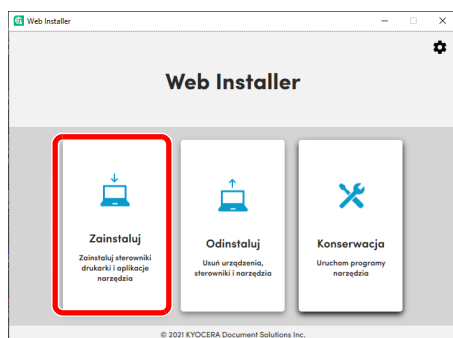 Web Installer
Web Installer
Zainstaluj
Zainstaluj sterowniki
drukarki i aplikacje
narzędzia
Odinstaluj
Usuń urządzenia,
sterowniki i narzędzia
Konserwacja
Uruchom programy
narzędzia
© 2021 KYOCERA Document Solutions Inc.